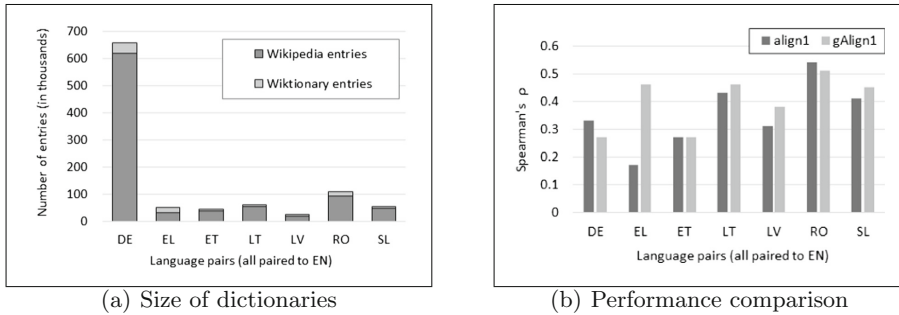 700
600
500
400
300
200
100
0
Number of entries (in thousands)
Wikipedia entries
Wiktionary entries
DE EL ET LT LV RO SL
Language pairs (all paired to EN)
(a) Size of dictionaries
align1 gAlign1
0.6
0.5
0.4
0.3
0.2
0.1
0
Spearman's ρ
DE EL ET LT LV RO SL
Language pairs (all paired to EN)
(b) Performance comparison